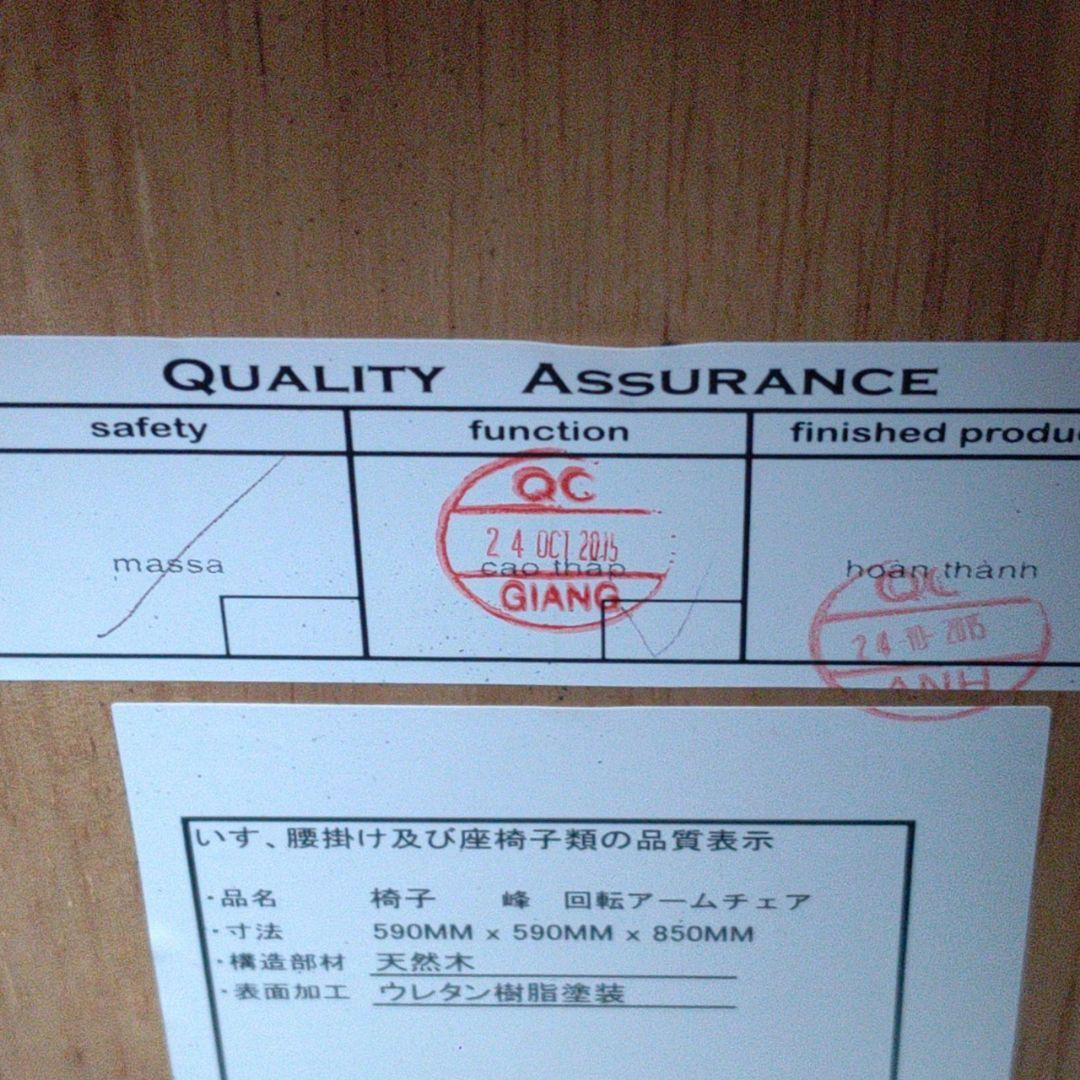 QUALITY ASSURANCE
safety function finished produ
massa cao thấp hoàn thành
QC
24 OCT 2015
GIANG
QC
24-10-2015
ANH
いす、腰掛け及び座椅子類の品質表示
・品名 椅子 峰 回転アームチェア
・寸法 590MM x 590MM x 850MM
・構造部材 天然木
・表面加工 ウレタン樹脂塗装